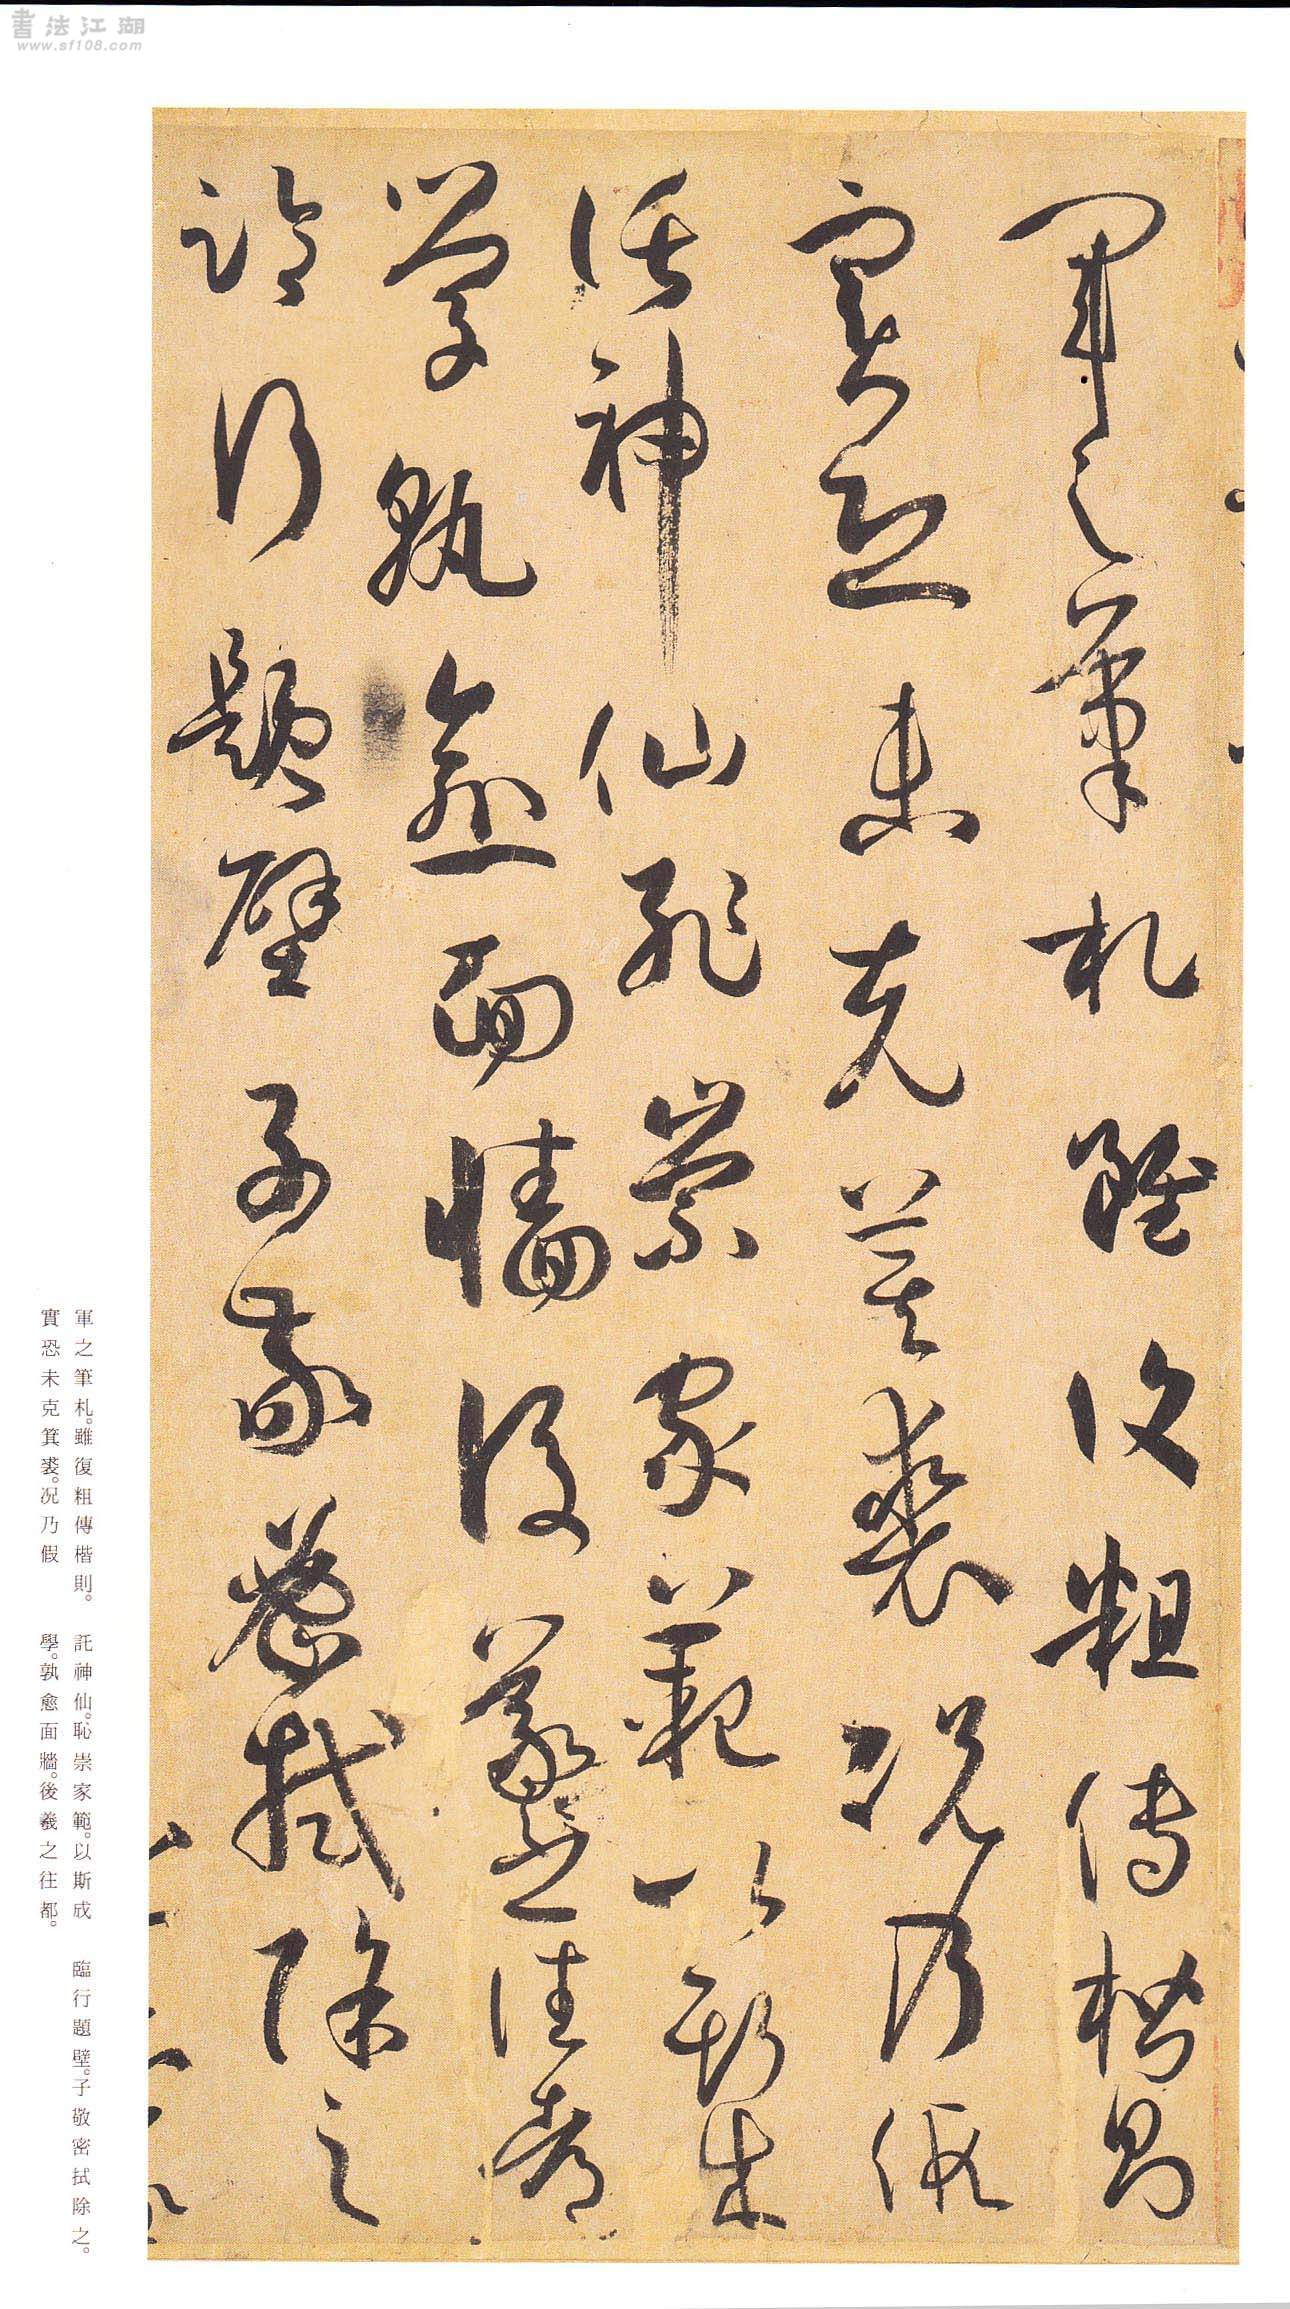 書法江湖
www.sf108.com
軍之筆札雖復粗傳楷則
實恐未克箕裘況乃假
託神仙恥崇家範以斯成
學孰愈面牆後羲之往都
臨行題壁子敬密拭除之
軍之筆札。雖復粗傳楷則。
實恐未克箕裘。況乃假
託神仙。恥崇家範。以斯成
學。孰愈面牆。後羲之往都。
臨行題壁。子敬密拭除之。